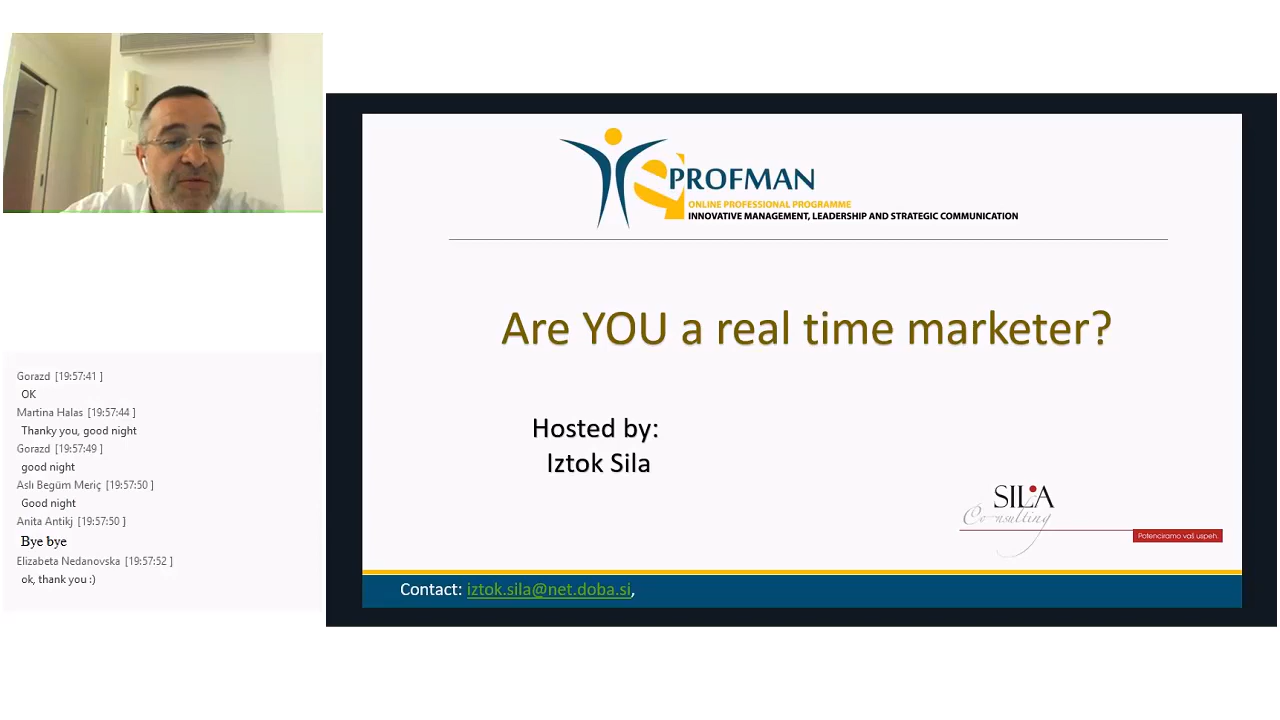 Gorazd [19:57:41 ]
OK
Martina Halas [19:57:44 ]
Thanky you, good night
Gorazd [19:57:49 ]
good night
Aslı Begüm Meriç [19:57:50 ]
Good night
Anita Antikj [19:57:50 ]
Bye bye
Elizabeta Nedanovska [19:57:52 ]
ok, thank you :)
PROFMAN
ONLINE PROFESSIONAL PROGRAMME
INNOVATIVE MANAGEMENT, LEADERSHIP AND STRATEGIC COMMUNICATION
Are YOU a real time marketer?
Hosted by:
Iztok Sila
SILA
Consulting
Potenciramo vaš uspeh.
Contact: iztok.sila@net.doba.si,